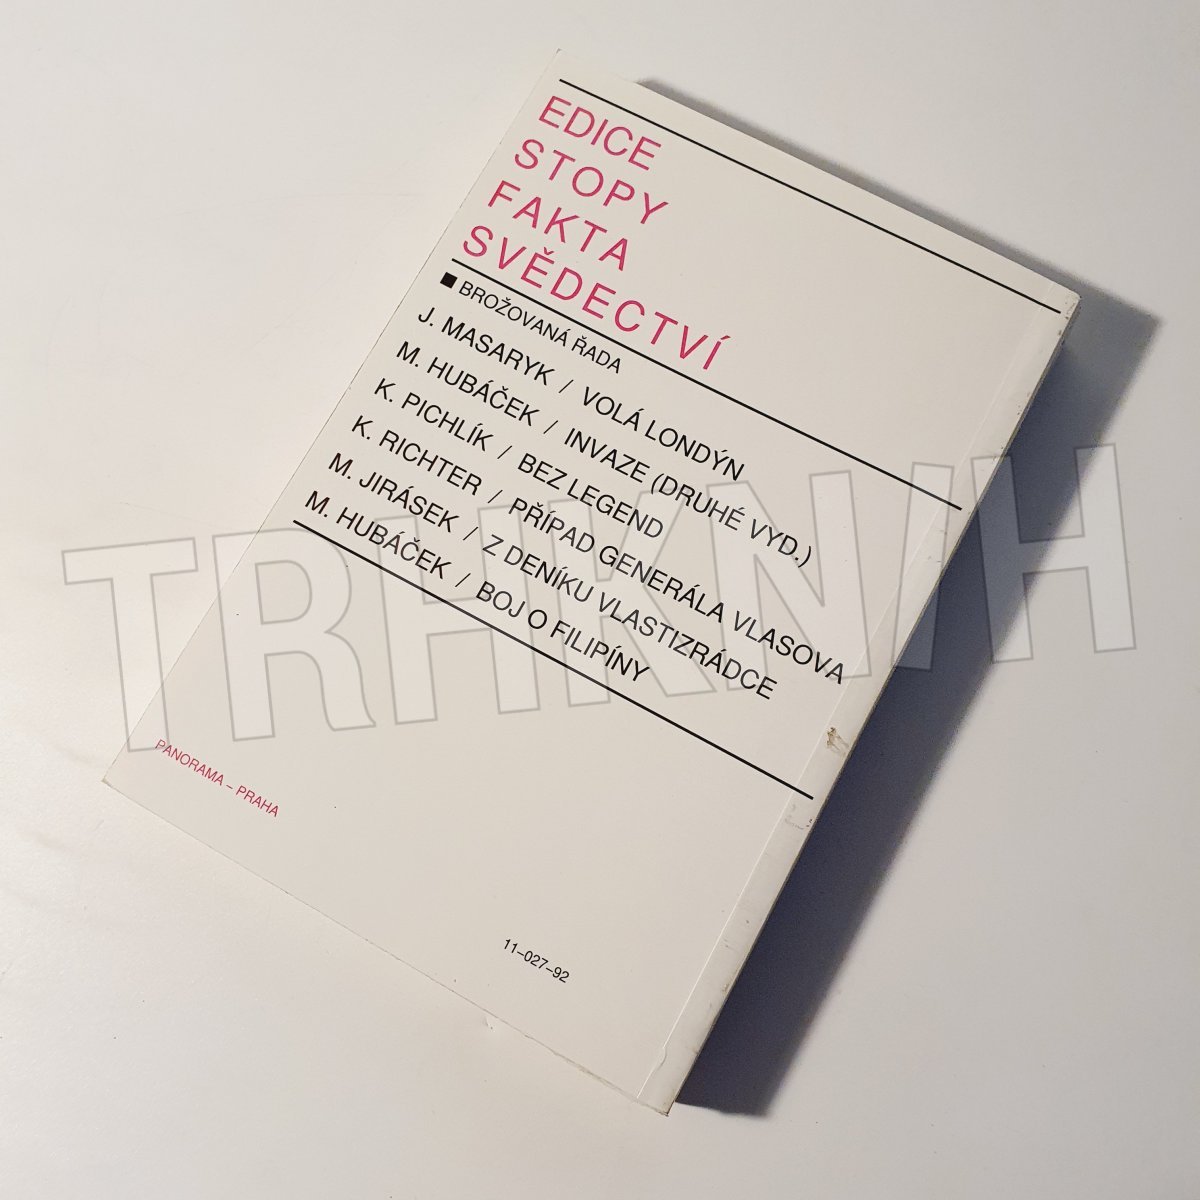 EDICE
STOPY
FAKTA
SVĚDECTVÍ
■ BROŽOVANÁ ŘADA
J. MASARYK / VOLÁ LONDÝN
M. HUBÁČEK / INVAZE (DRUHÉ VYD.)
K. PICHLÍK / BEZ LEGEND
K. RICHTER / PŘÍPAD GENERÁLA VLASOVA
M. JIRÁSEK / Z DENÍKU VLASTIZRÁDCE
M. HUBÁČEK / BOJ O FILIPÍNY
PANORAMA – PRAHA
11–027–92
TRHKNIH